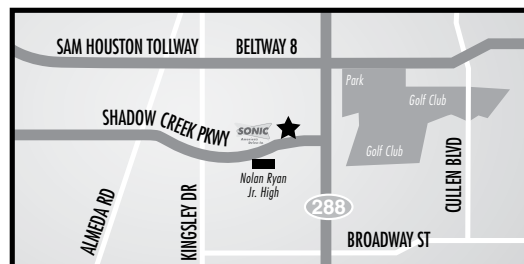 SAM HOUSTON TOLLWAY
BELTWAY 8
Park
Golf Club
SHADOW CREEK PKWY
SONIC
Golf Club
Nolan Ryan
Jr. High
ALMEDA RD
KINGSLEY DR
288
CULLEN BLVD
BROADWAY ST